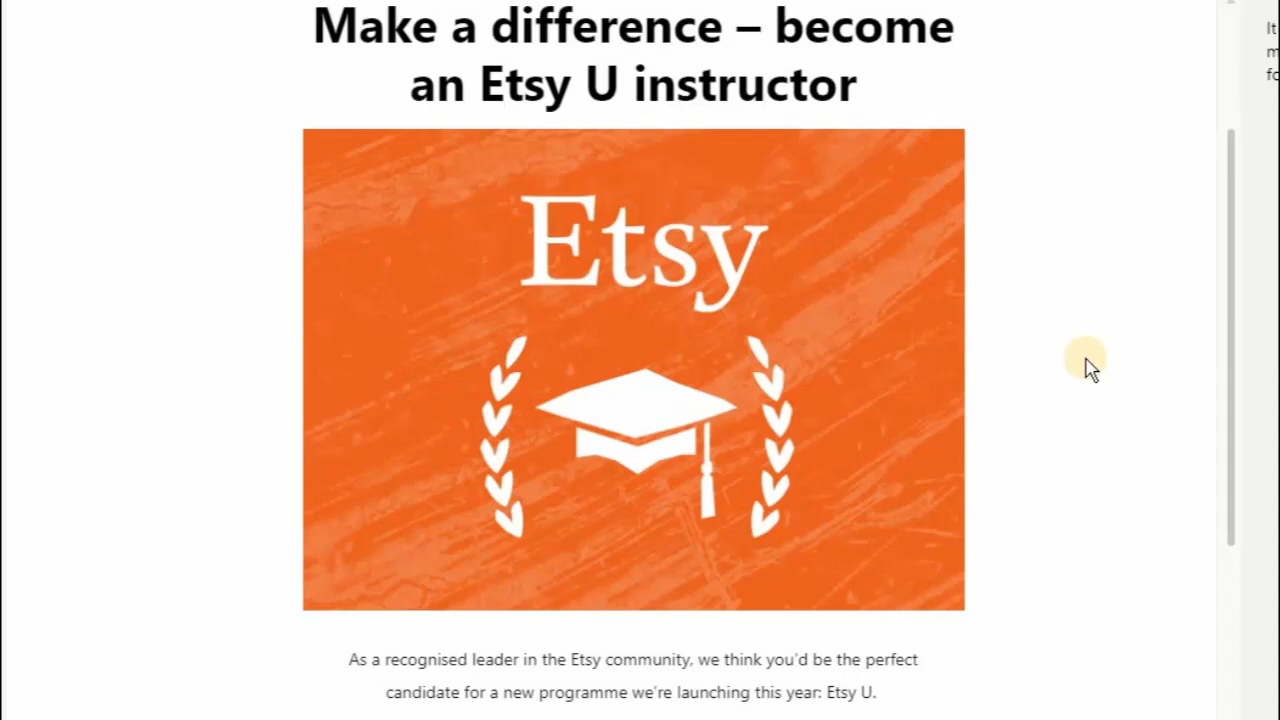 Make a difference – become
an Etsy U instructor
Etsy
As a recognised leader in the Etsy community, we think you'd be the perfect
candidate for a new programme we're launching this year: Etsy U.
It